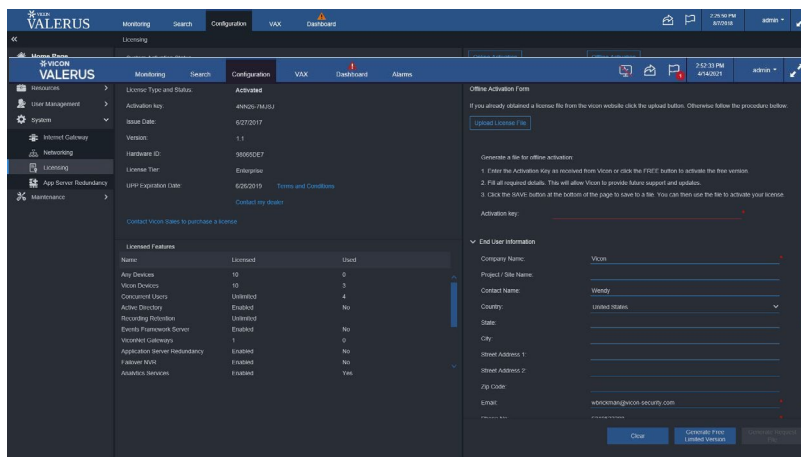 VICON
VALERUS
Monitoring Search Configuration VAX Dashboard
2:25:50 PM
8/7/2018
admin
Licensing
Home Page
VICON
VALERUS
Monitoring Search Configuration VAX Dashboard Alarms
2:52:33 PM
4/14/2021
admin
Resources
User Management
System
Internet Gateway
Networking
Licensing
App Server Redundancy
Maintenance
License Type and Status: Activated
Activation key: 4NN26-7MJSJ
Issue Date: 6/27/2017
Version: 1.1
Hardware ID: 98065DE7
License Tier: Enterprise
UPP Expiration Date: 6/26/2019 Terms and Conditions
Contact my dealer
Contact Vicon Sales to purchase a license
Licensed Features
Name Licensed Used
Any Devices 10 0
Vicon Devices 10 3
Concurrent Users Unlimited 4
Active Directory Enabled No
Recording Retention Unlimited
Events Framework Server Enabled No
ViconNet Gateways 1 0
Application Server Redundancy Enabled No
Failover NVR Enabled No
Analytics Services Enabled Yes
Offline Activation Form
If you already obtained a license file from the vicon website click the upload button. Otherwise follow the procedure bellow.
Upload License File
Generate a file for offline activation:
1. Enter the Activation Key as received from Vicon or click the FREE button to activate the free version.
2. Fill all required details. This will allow Vicon to provide future support and updates.
3. Click the SAVE button at the bottom of the page to save to a file. You can then use the file to activate your license.
Activation key: *
End User Information
Company Name: Vicon *
Project / Site Name:
Contact Name: Wendy *
Country: United States
State:
City:
Street Address 1:
Street Address 2:
Zip Code:
Email: wbrickman@vicon-security.com *
Clear
Generate Free
Limited Version
Generate Request
File